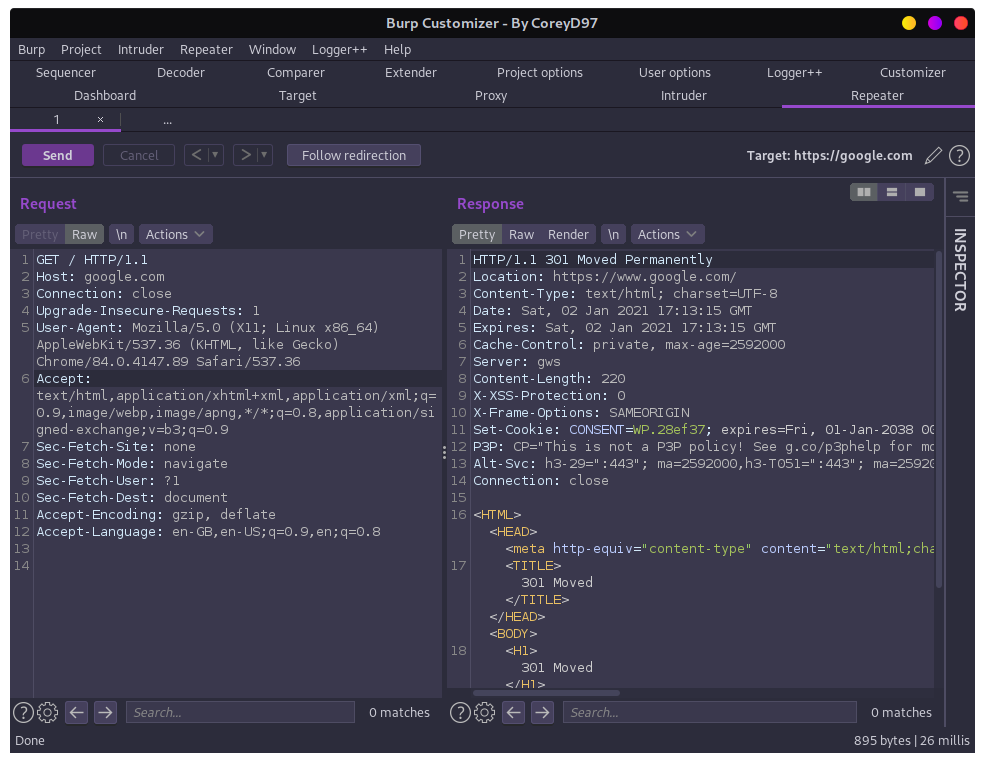 Burp Customizer - By CoreyD97
Burp Project Intruder Repeater Window Logger++ Help
Sequencer Decoder Comparer Extender Project options User options Logger++ Customizer
Dashboard Target Proxy Intruder Repeater
1 × ...
Send Cancel < ▼ > ▼ Follow redirection Target: https://google.com ?
Request
Pretty Raw \n Actions
1 GET / HTTP/1.1
2 Host: google.com
3 Connection: close
4 Upgrade-Insecure-Requests: 1
5 User-Agent: Mozilla/5.0 (X11; Linux x86_64)
AppleWebKit/537.36 (KHTML, like Gecko)
Chrome/84.0.4147.89 Safari/537.36
6 Accept:
text/html,application/xhtml+xml,application/xml;q=
0.9,image/webp,image/apng,*/*;q=0.8,application/si
gned-exchange;v=b3;q=0.9
7 Sec-Fetch-Site: none
8 Sec-Fetch-Mode: navigate
9 Sec-Fetch-User: ?1
10 Sec-Fetch-Dest: document
11 Accept-Encoding: gzip, deflate
12 Accept-Language: en-GB,en-US;q=0.9,en;q=0.8
13
14
? Search... 0 matches
Response
Pretty Raw Render \n Actions
1 HTTP/1.1 301 Moved Permanently
2 Location: https://www.google.com/
3 Content-Type: text/html; charset=UTF-8
4 Date: Sat, 02 Jan 2021 17:13:15 GMT
5 Expires: Sat, 02 Jan 2021 17:13:15 GMT
6 Cache-Control: private, max-age=2592000
7 Server: gws
8 Content-Length: 220
9 X-XSS-Protection: 0
10 X-Frame-Options: SAMEORIGIN
11 Set-Cookie: CONSENT=WP.28ef37; expires=Fri, 01-Jan-2038 00
12 P3P: CP="This is not a P3P policy! See g.co/p3phelp for mo
13 Alt-Svc: h3-29=":443"; ma=2592000,h3-T051=":443"; ma=25920
14 Connection: close
15
16 <HTML>
<HEAD>
<meta http-equiv="content-type" content="text/html;cha
17 <TITLE>
301 Moved
</TITLE>
</HEAD>
<BODY>
18 <H1>
301 Moved
</H1>
? Search... 0 matches
INSPECTOR
Done 895 bytes | 26 millis